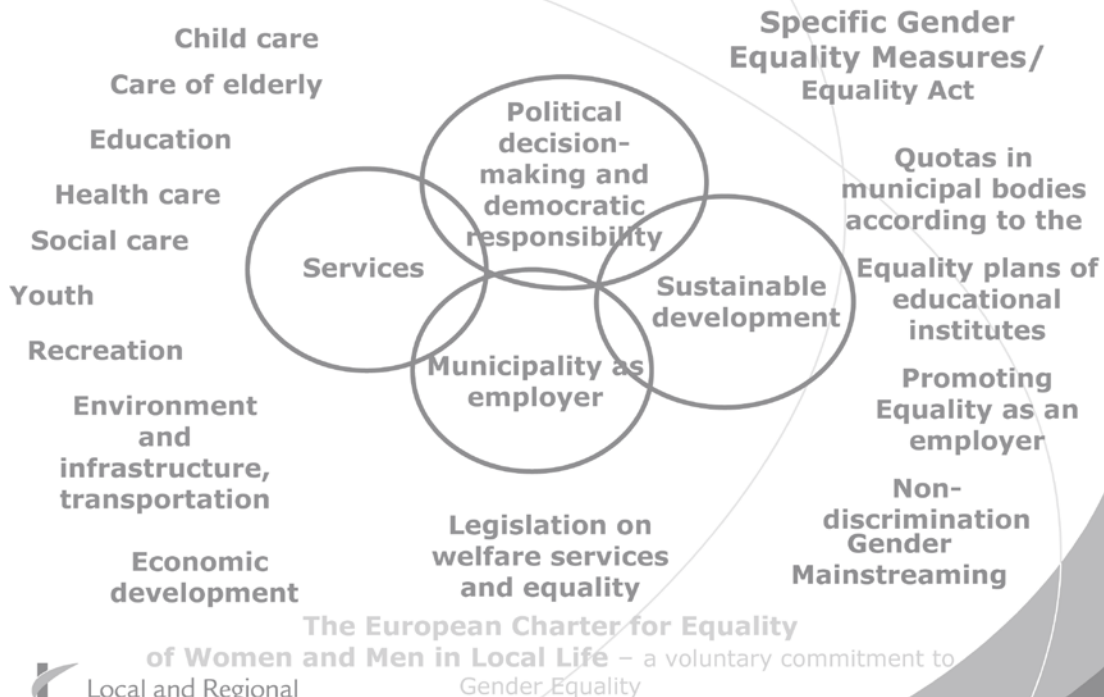 Child care
Care of elderly
Education
Health care
Social care
Youth
Recreation
Environment
and
infrastructure,
transportation
Economic
development
Political
decision-
making and
democratic
responsibility
Services
Sustainable
development
Municipality as
employer
Legislation on
welfare services
and equality
Specific Gender
Equality Measures/
Equality Act
Quotas in
municipal bodies
according to the
Equality plans of
educational
institutes
Promoting
Equality as an
employer
Non-
discrimination
Gender
Mainstreaming
The European Charter for Equality
of Women and Men in Local Life – a voluntary commitment to
Gender Equality
Local and Regional